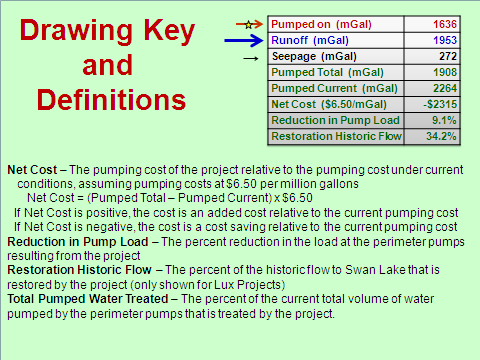 Drawing Key
and
Definitions
Pumped on (mGal) 1636
Runoff (mGal) 1953
Seepage (mGal) 272
Pumped Total (mGal) 1908
Pumped Current (mGal) 2264
Net Cost ($6.50/mGal) -$2315
Reduction in Pump Load 9.1%
Restoration Historic Flow 34.2%
Net Cost – The pumping cost of the project relative to the pumping cost under current
conditions, assuming pumping costs at $6.50 per million gallons
Net Cost = (Pumped Total – Pumped Current) x $6.50
If Net Cost is positive, the cost is an added cost relative to the current pumping cost
If Net Cost is negative, the cost is a cost saving relative to the current pumping cost
Reduction in Pump Load – The percent reduction in the load at the perimeter pumps
resulting from the project
Restoration Historic Flow – The percent of the historic flow to Swan Lake that is
restored by the project (only shown for Lux Projects)
Total Pumped Water Treated – The percent of the current total volume of water
pumped by the perimeter pumps that is treated by the project.